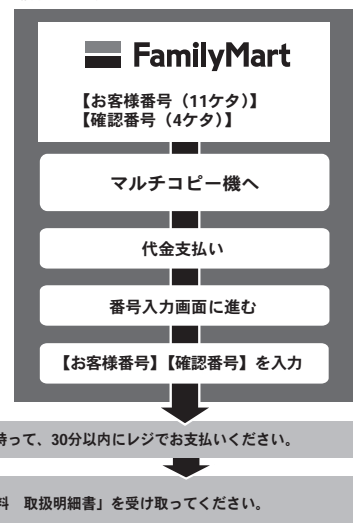 FamilyMart
【お客様番号（11ケタ）】
【確認番号（4ケタ）】
マルチコピー機へ
代金支払い
番号入力画面に進む
【お客様番号】【確認番号】を入力
持って、30分以内にレジでお支払いください。
料 取扱明細書」を受け取ってください。